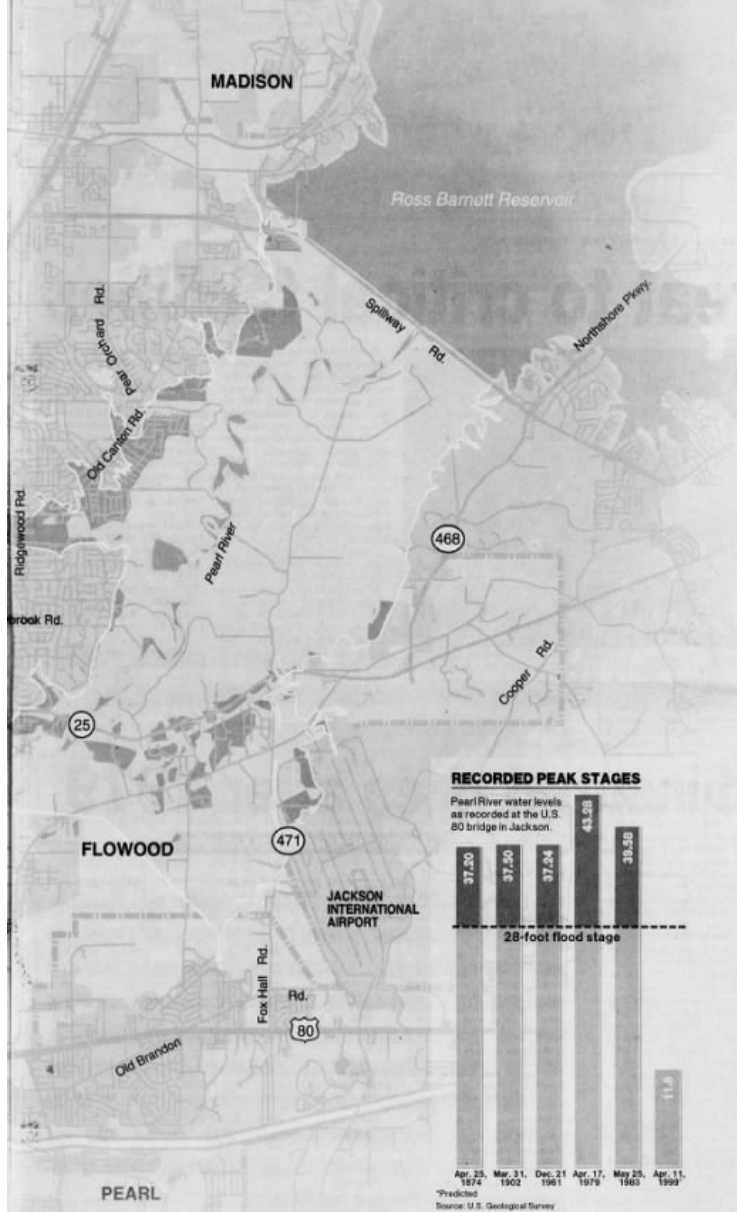 MADISON
Ross Barnett Reservoir
Spillway
Rd.
Northshore Pkwy.
Pear Orchard Rd.
Old Canton Rd.
Ridgewood Rd.
Pearl River
468
brook Rd.
Cooper Rd.
25
FLOWOOD
471
JACKSON
INTERNATIONAL
AIRPORT
Fox Hall Rd.
Rd.
80
Old Brandon
PEARL
RECORDED PEAK STAGES
Pearl River water levels
as recorded at the U.S.
80 bridge in Jackson.
37.20
37.50
37.24
43.28
39.58
11.5
28-foot flood stage
Apr. 25, Mar. 31, Dec. 21 Apr. 17, May 25, Apr. 11,
1874 1902 1961 1979 1983 1999*
*Predicted
Source: U.S. Geological Survey